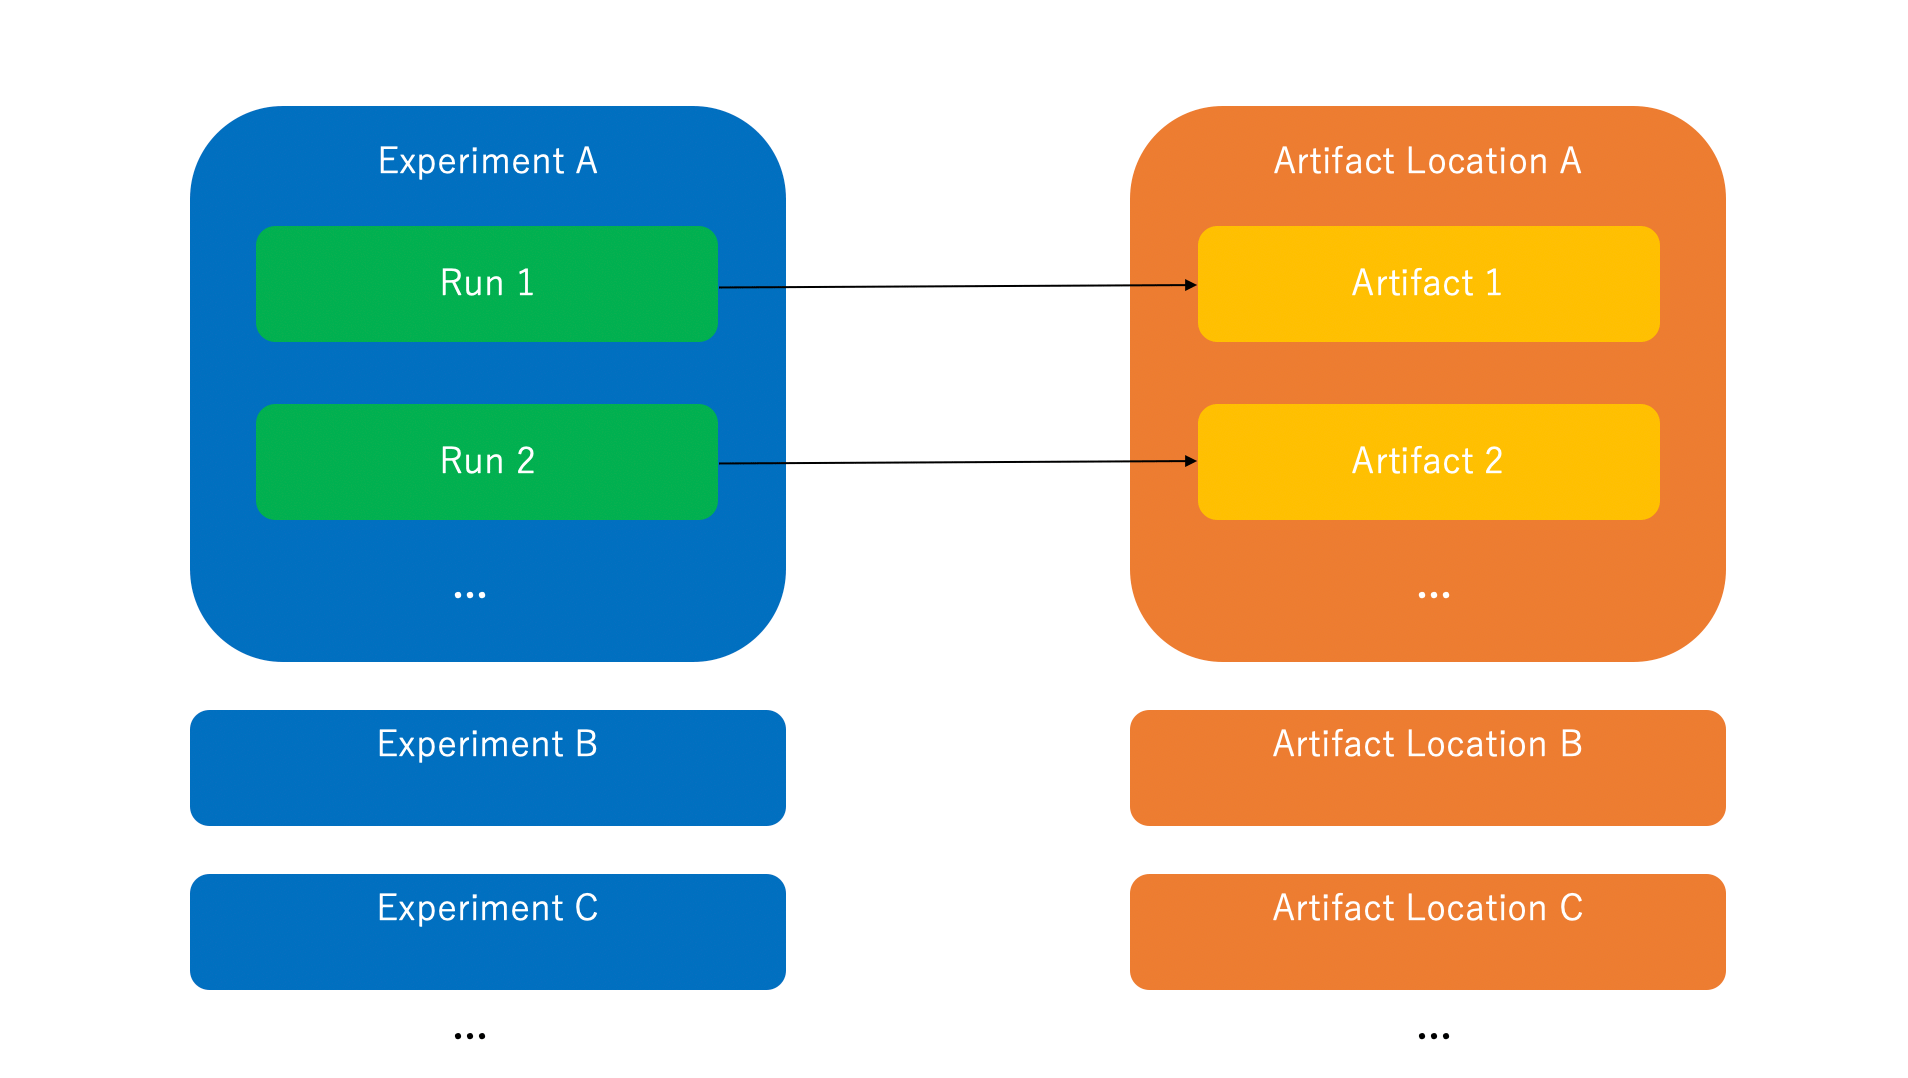 Experiment A
Run 1
Run 2
...
Experiment B
Experiment C
...
Artifact Location A
Artifact 1
Artifact 2
...
Artifact Location B
Artifact Location C
...